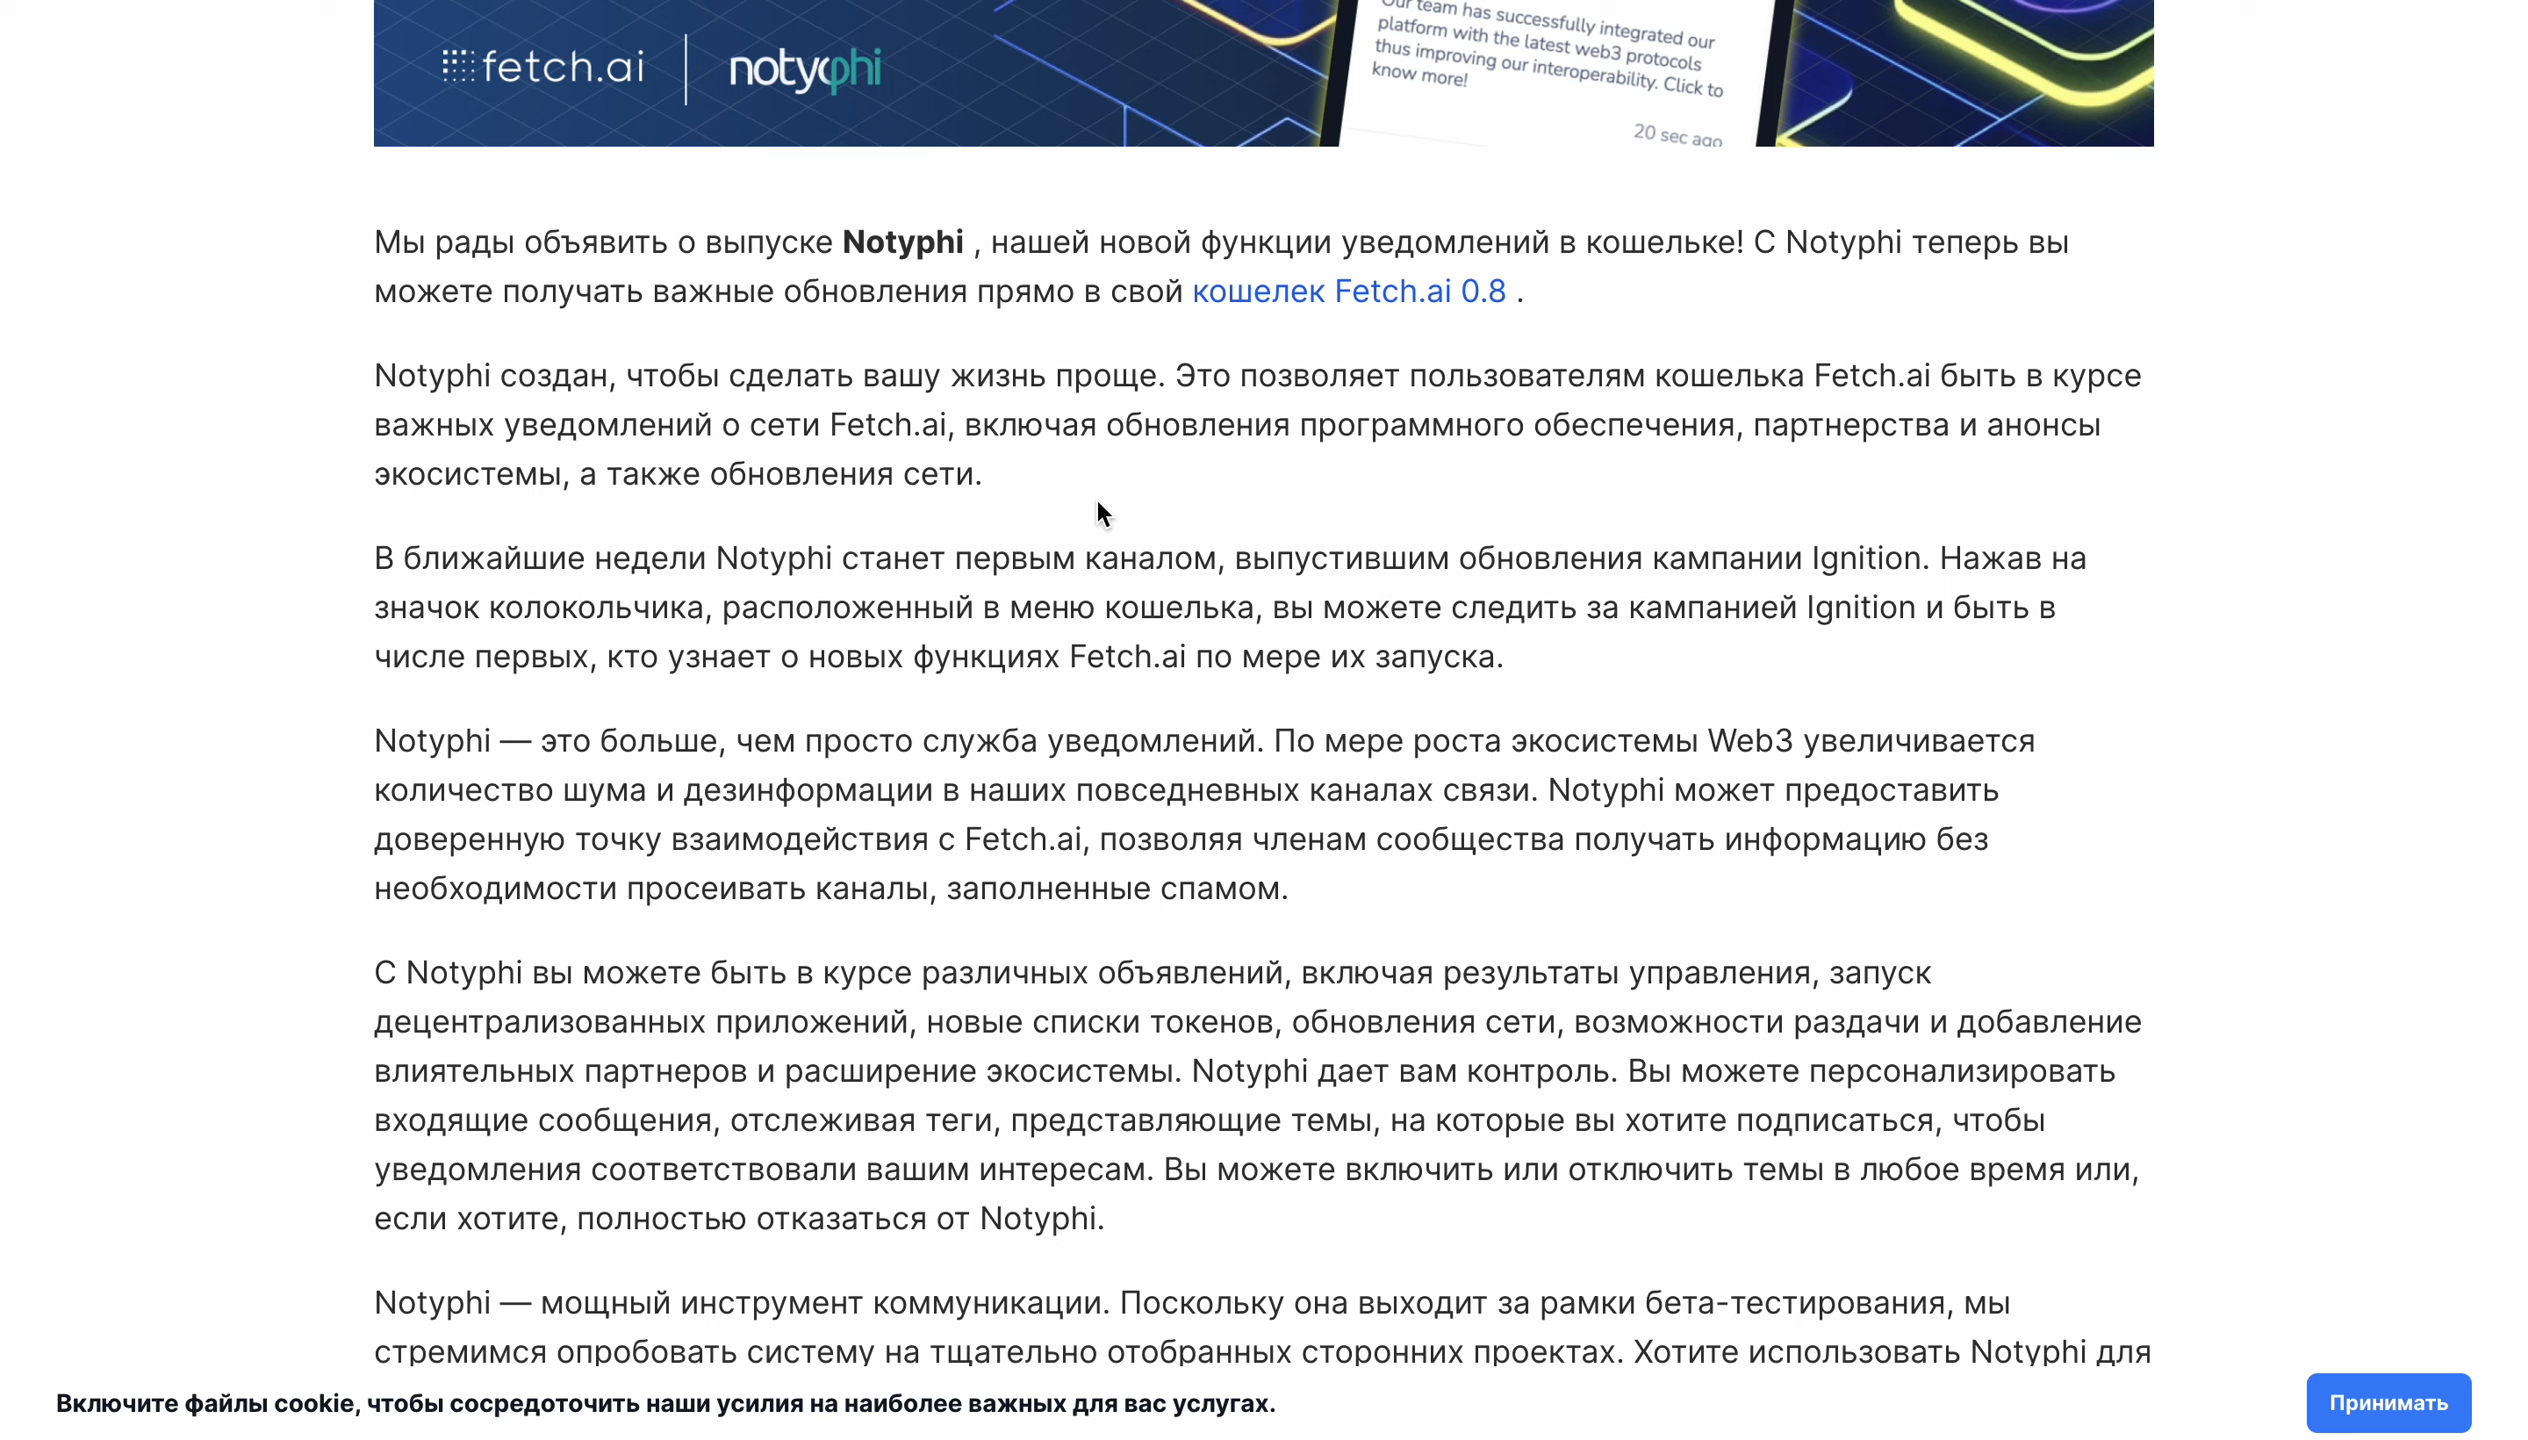 Our team has successfully integrated our
platform with the latest web3 protocols
thus improving our interoperability. Click to
know more!
20 sec ago
fetch.ai | notyphi
Мы рады объявить о выпуске Notyphi , нашей новой функции уведомлений в кошельке! С Notyphi теперь вы
можете получать важные обновления прямо в свой кошелек Fetch.ai 0.8 .
Notyphi создан, чтобы сделать вашу жизнь проще. Это позволяет пользователям кошелька Fetch.ai быть в курсе
важных уведомлений о сети Fetch.ai, включая обновления программного обеспечения, партнерства и анонсы
экосистемы, а также обновления сети.
В ближайшие недели Notyphi станет первым каналом, выпустившим обновления кампании Ignition. Нажав на
значок колокольчика, расположенный в меню кошелька, вы можете следить за кампанией Ignition и быть в
числе первых, кто узнает о новых функциях Fetch.ai по мере их запуска.
Notyphi — это больше, чем просто служба уведомлений. По мере роста экосистемы Web3 увеличивается
количество шума и дезинформации в наших повседневных каналах связи. Notyphi может предоставить
доверенную точку взаимодействия с Fetch.ai, позволяя членам сообщества получать информацию без
необходимости просеивать каналы, заполненные спамом.
С Notyphi вы можете быть в курсе различных объявлений, включая результаты управления, запуск
децентрализованных приложений, новые списки токенов, обновления сети, возможности раздачи и добавление
влиятельных партнеров и расширение экосистемы. Notyphi дает вам контроль. Вы можете персонализировать
входящие сообщения, отслеживая теги, представляющие темы, на которые вы хотите подписаться, чтобы
уведомления соответствовали вашим интересам. Вы можете включить или отключить темы в любое время или,
если хотите, полностью отказаться от Notyphi.
Notyphi — мощный инструмент коммуникации. Поскольку она выходит за рамки бета-тестирования, мы
стремимся опробовать систему на тщательно отобранных сторонних проектах. Хотите использовать Notyphi для
Включите файлы cookie, чтобы сосредоточить наши усилия на наиболее важных для вас услугах.
Принимать